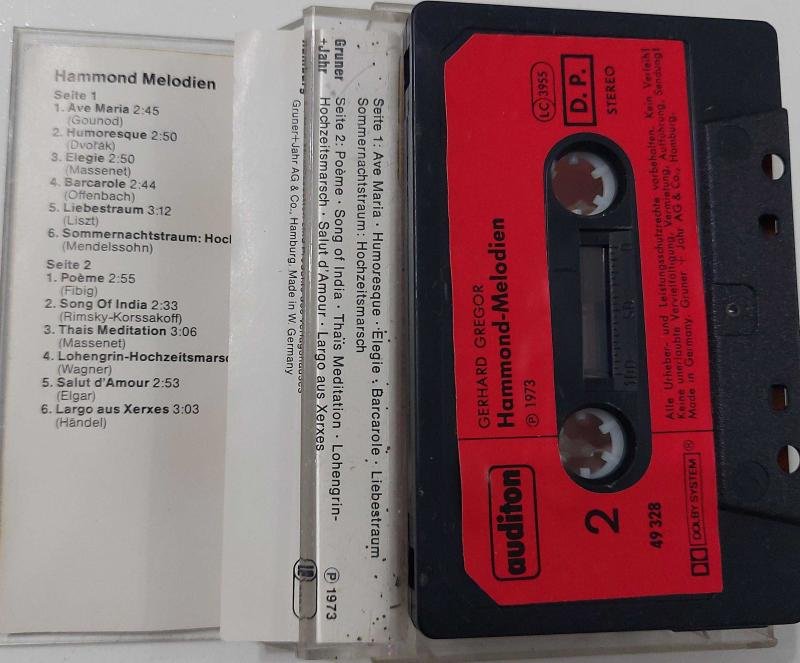 Hammond Melodien
Seite 1
1. Ave Maria 2:45
(Gounod)
2. Humoresque 2:50
(Dvořák)
3. Elegie 2:50
(Massenet)
4. Barcarole 2:44
(Offenbach)
5. Liebestraum 3:12
(Liszt)
6. Sommernachtstraum: Hoch
(Mendelssohn)
Seite 2
1. Poème 2:55
(Fibig)
2. Song Of India 2:33
(Rimsky-Korssakoff)
3. Thais Meditation 3:06
(Massenet)
4. Lohengrin-Hochzeitsmarsc
(Wagner)
5. Salut d'Amour 2:53
(Elgar)
6. Largo aus Xerxes 3:03
(Händel)
Hamburg
Gruner+Jahr AG & Co., Hamburg. Made in W. Germany
Gruner
+Jahr
Seite 1: Ave Maria · Humoresque · Elegie · Barcarole · Liebestraum
Sommernachtstraum: Hochzeitsmarsch
Seite 2: Poème · Song of India · Thaïs Meditation · Lohengrin-
Hochzeitsmarsch · Salut d'Amour · Largo aus Xerxes
℗ 1973
LC 3955
D. P.
STEREO
GERHARD GREGOR
Hammond-Melodien
℗ 1973
auditon
2
49 328
DOLBY SYSTEM ®
Alle Urheber- und Leistungsschutzrechte vorbehalten. Kein Verleih!
Keine unerlaubte Vervielfältigung, Vermietung, Aufführung, Sendung!
Made in Germany. Gruner + Jahr AG & Co., Hamburg.
100
50
0